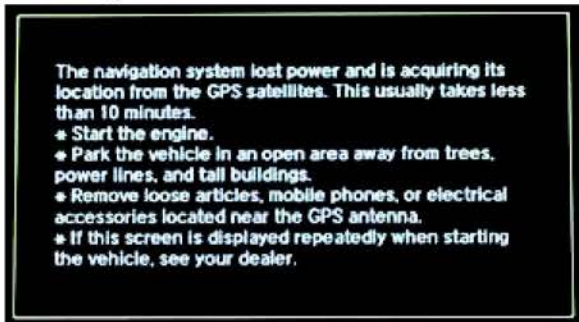 The navigation system lost power and is acquiring its
location from the GPS satellites. This usually takes less
than 10 minutes.
* Start the engine.
* Park the vehicle in an open area away from trees,
power lines, and tall buildings.
* Remove loose articles, mobile phones, or electrical
accessories located near the GPS antenna.
* If this screen is displayed repeatedly when starting
the vehicle, see your dealer.